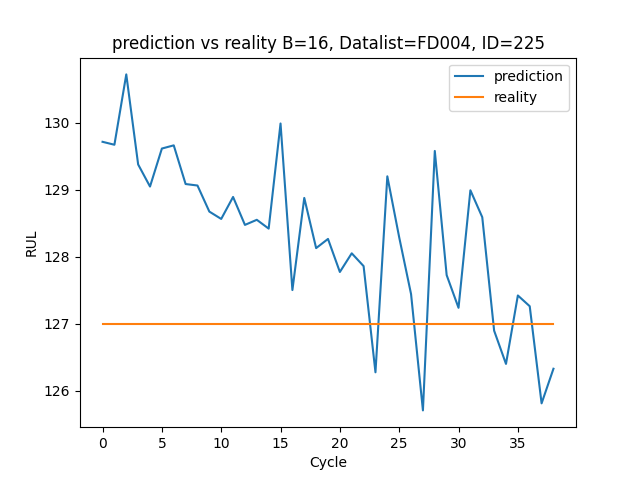 prediction vs reality B=16, Datalist=FD004, ID=225
prediction
reality
130
129
128
127
126
RUL
0 5 10 15 20 25 30 35
Cycle